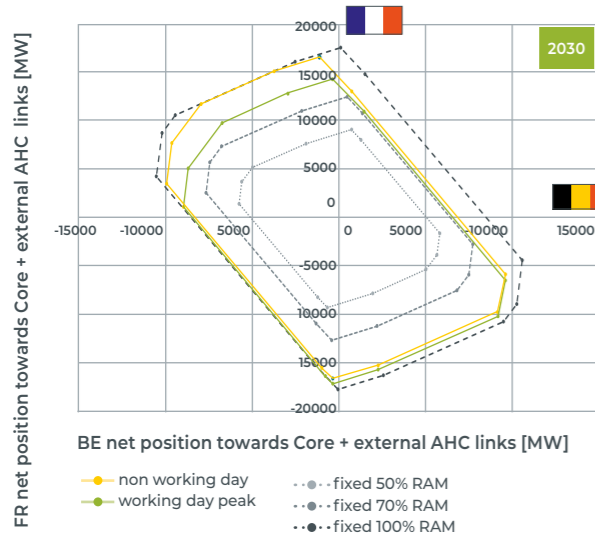 20000
15000
10000
5000
0
-5000
-10000
15000
-20000
-15000
-10000
-5000
0
5000
-10000
15000
2030
FR net position towards Core + external AHC links [MW]
BE net position towards Core + external AHC links [MW]
non working day
working day peak
fixed 50% RAM
fixed 70% RAM
fixed 100% RAM